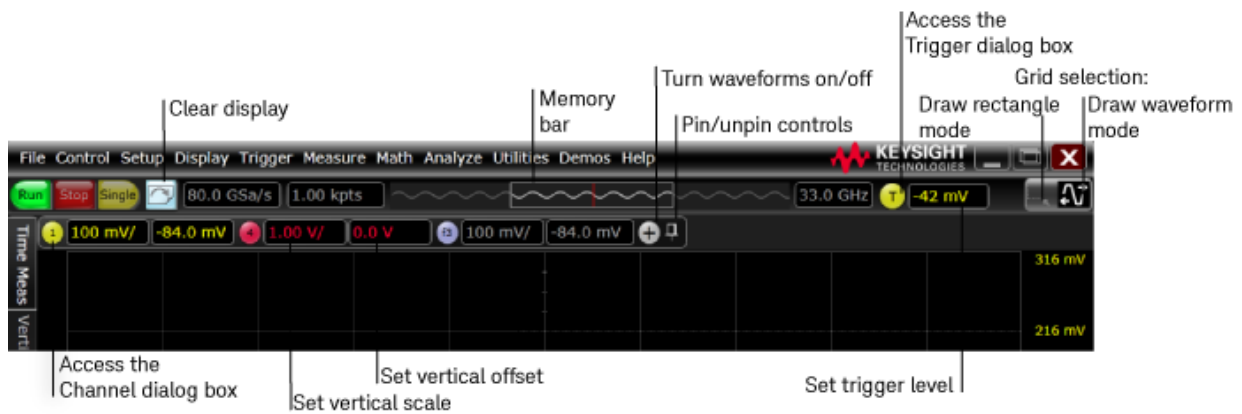 Access the
Trigger dialog box
Turn waveforms on/off
Grid selection:
Clear display
Memory
bar
Draw rectangle
mode
Draw waveform
mode
Pin/unpin controls
File Control Setup Display Trigger Measure Math Analyze Utilities Demos Help
KEYSIGHT
TECHNOLOGIES
Run Stop Single 80.0 GSa/s 1.00 kpts 33.0 GHz T -42 mV
1 100 mV/ -84.0 mV 4 1.00 V/ 0.0 V 100 mV/ -84.0 mV
Time Meas
Verti
316 mV
216 mV
Access the
Channel dialog box
Set vertical scale
Set vertical offset
Set trigger level